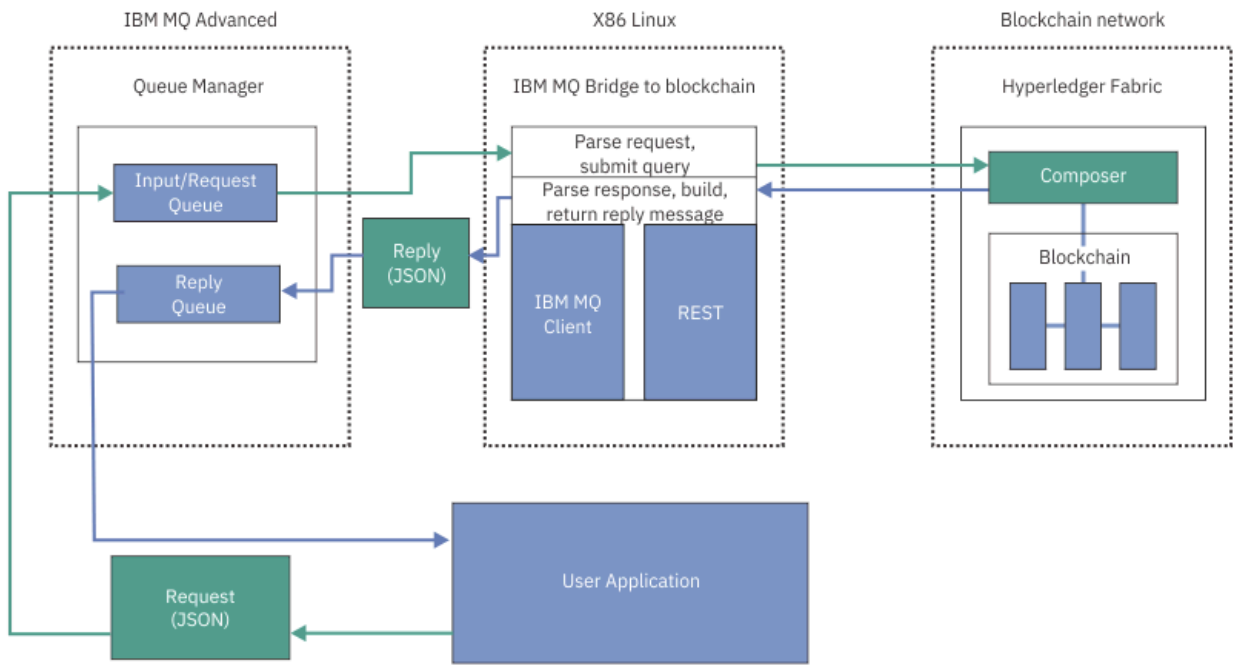 IBM MQ Advanced
X86 Linux
Blockchain network
Queue Manager
IBM MQ Bridge to blockchain
Hyperledger Fabric
Parse request,
submit query
Input/Request
Queue
Composer
Parse response, build,
return reply message
Reply
(JSON)
Reply
Queue
IBM MQ
Client
REST
Blockchain
User Application
Request
(JSON)